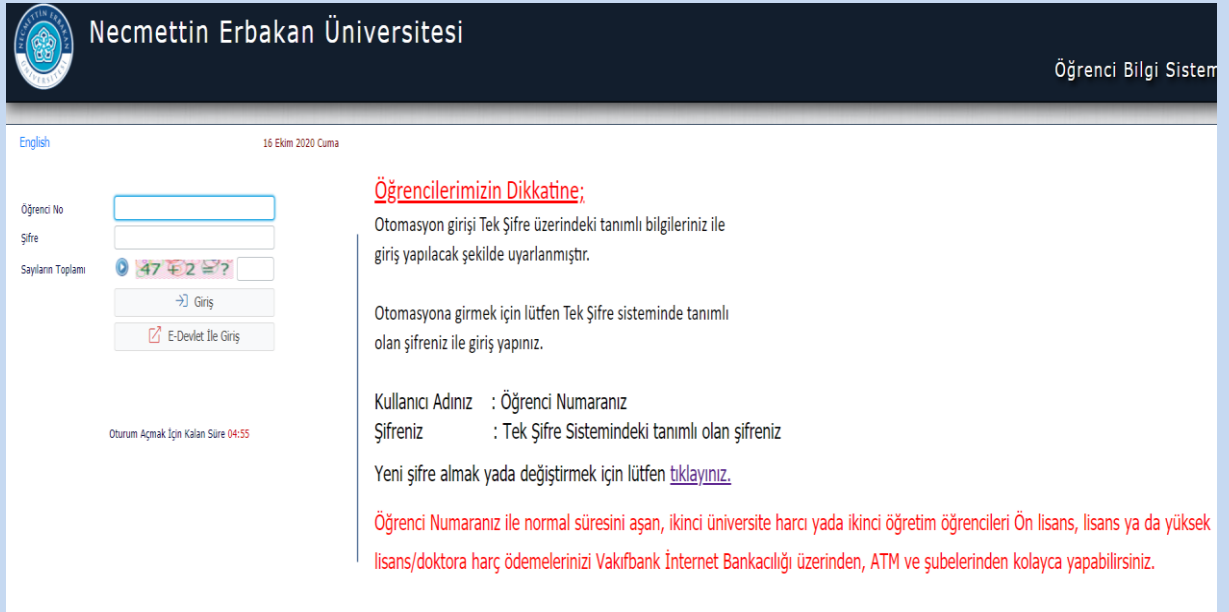 Necmettin Erbakan Üniversitesi
Öğrenci Bilgi Sistem
English
16 Ekim 2020 Cuma
Öğrenci No
Şifre
Sayıların Toplamı
47 + 2 = ?
Giriş
E-Devlet İle Giriş
Oturum Açmak İçin Kalan Süre 04:55
Öğrencilerimizin Dikkatine;
Otomasyon girişi Tek Şifre üzerindeki tanımlı bilgileriniz ile
giriş yapılacak şekilde uyarlanmıştır.
Otomasyona girmek için lütfen Tek Şifre sisteminde tanımlı
olan şifreniz ile giriş yapınız.
Kullanıcı Adınız : Öğrenci Numaranız
Şifreniz : Tek Şifre Sistemindeki tanımlı olan şifreniz
Yeni şifre almak yada değiştirmek için lütfen tıklayınız.
Öğrenci Numaranız ile normal süresini aşan, ikinci üniversite harcı yada ikinci öğretim öğrencileri Ön lisans, lisans ya da yüksek
lisans/doktora harç ödemelerinizi Vakıfbank İnternet Bankacılığı üzerinden, ATM ve şubelerinden kolayca yapabilirsiniz.